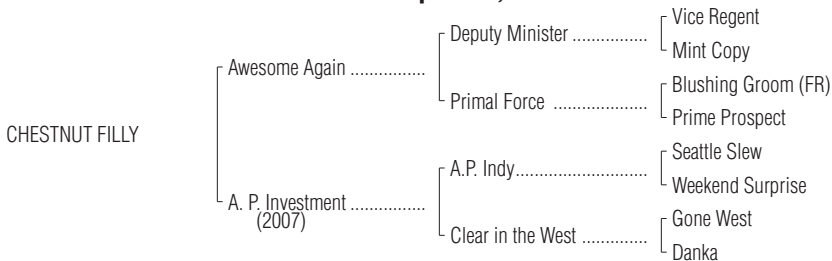 Vice Regent
Deputy Minister ................
Mint Copy
Awesome Again ................
Blushing Groom (FR)
Primal Force ....................
Prime Prospect
CHESTNUT FILLY
Seattle Slew
A.P. Indy............................
Weekend Surprise
A. P. Investment ................
(2007)
Gone West
Clear in the West ..............
Danka